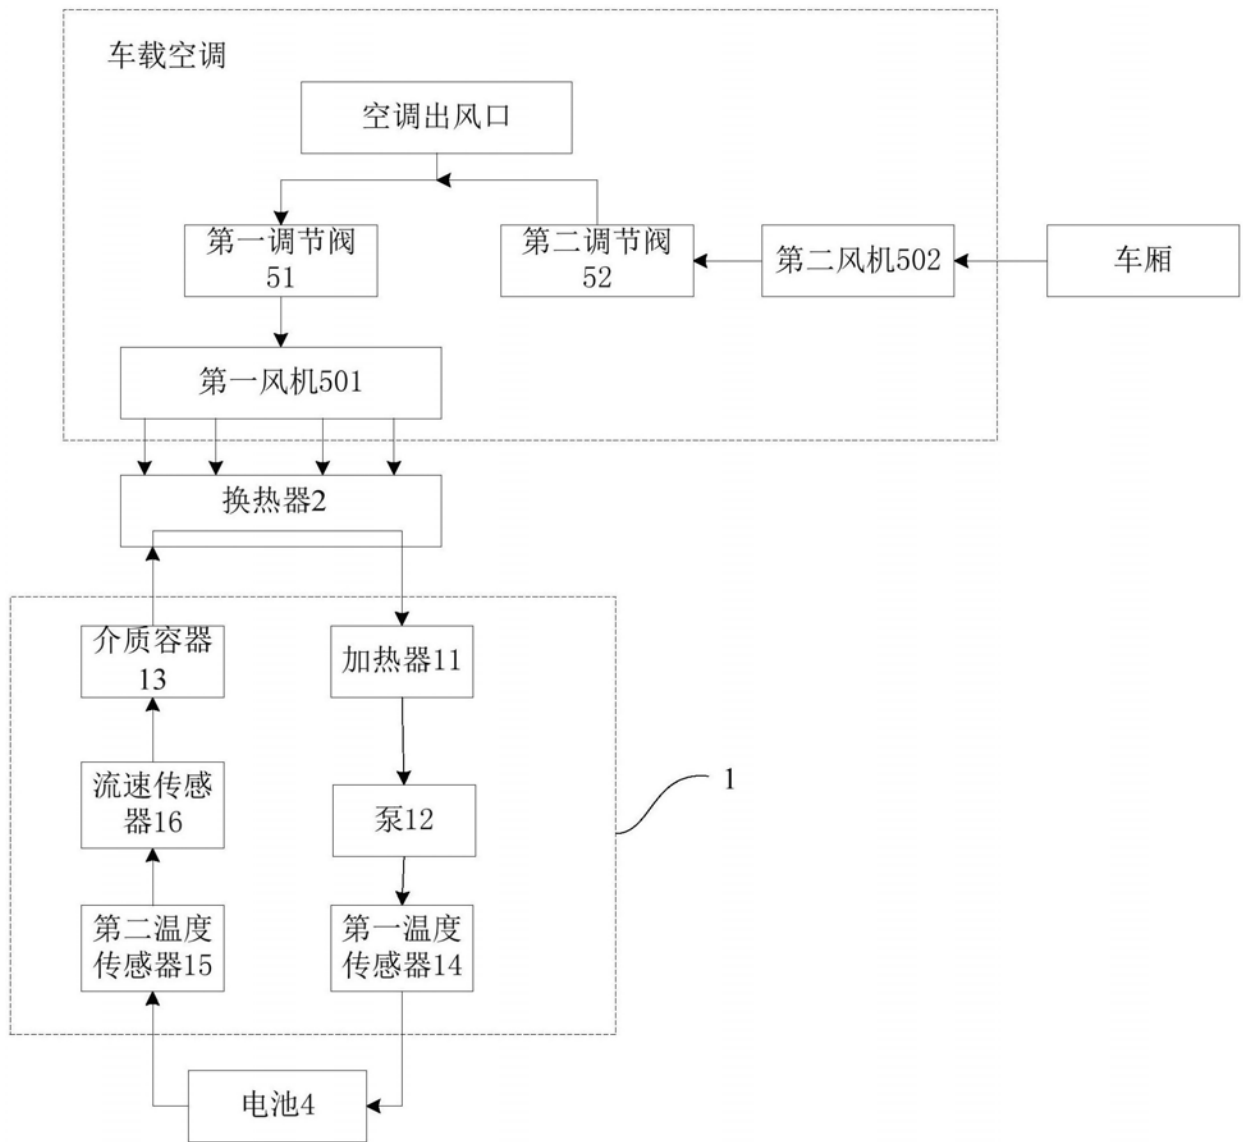 车载空调
空调出风口
第一调节阀
51
第二调节阀
52
第二风机502
车厢
第一风机501
换热器2
介质容器
13
加热器11
流速传感
器16
泵12
1
第二温度
传感器15
第一温度
传感器14
电池4